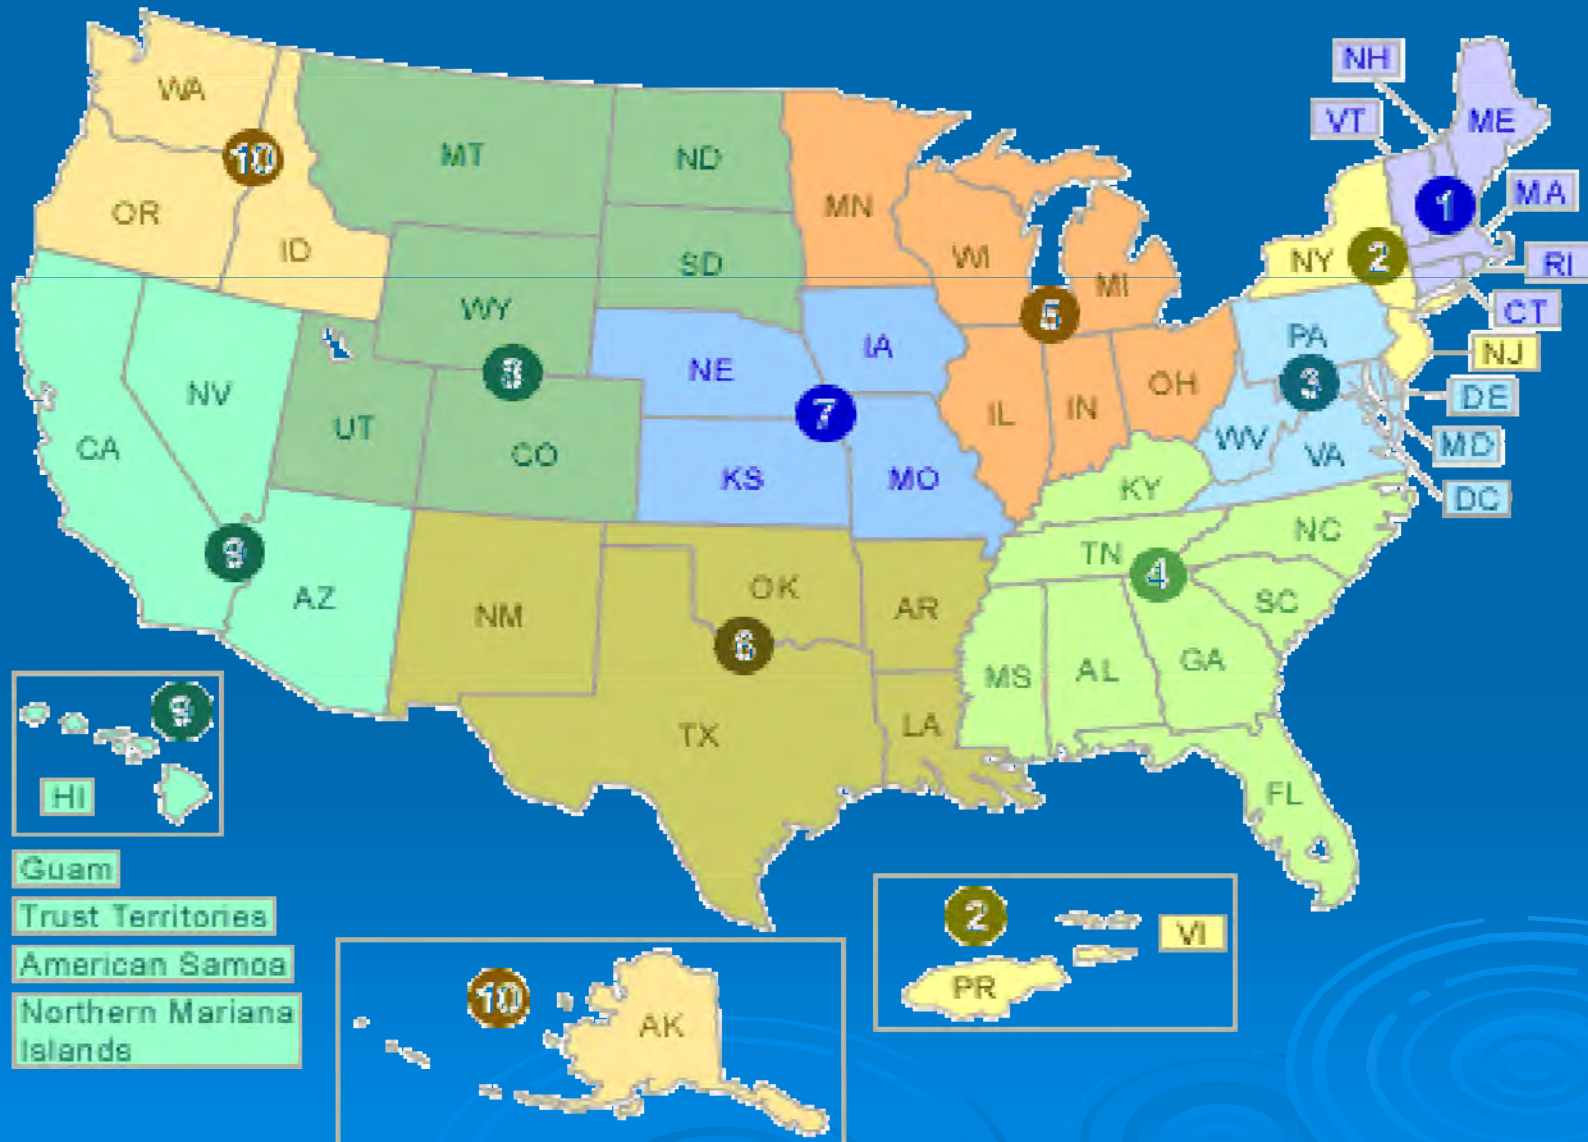 NH
WA
VT
ME
10
MT
ND
MA
MN
1
OR
ID
SD
WI
NY
2
RI
MI
WY
5
CT
PA
IA
NJ
NE
8
3
OH
NV
DE
IL
IN
7
UT
CO
WV
MD
CA
VA
KS
MO
KY
DC
NC
TN
9
4
AZ
OK
SC
NM
AR
6
GA
MS
AL
9
LA
TX
HI
FL
Guam
Trust Territories
2
VI
American Samoa
PR
10
Northern Mariana
Islands
AK